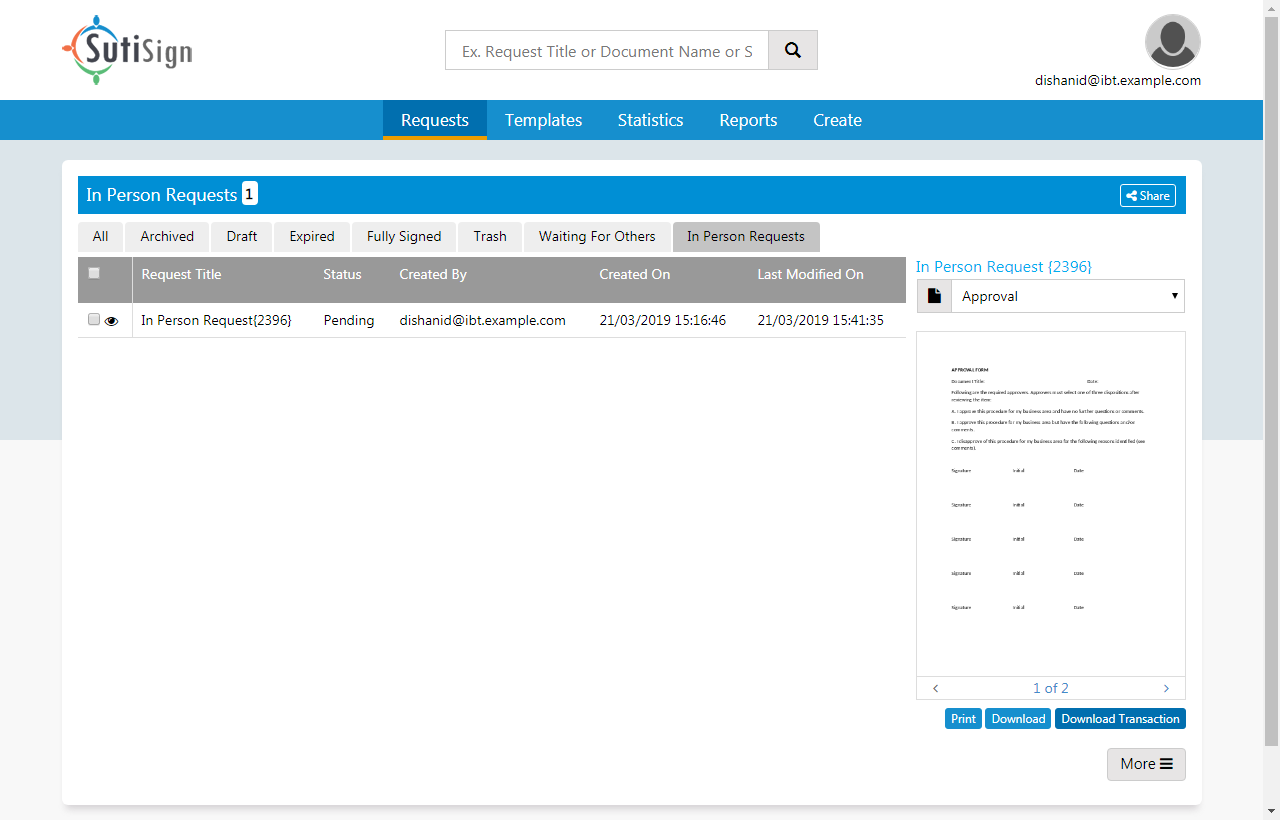 SutiSign
Ex. Request Title or Document Name or S
dishanid@ibt.example.com
Requests Templates Statistics Reports Create
In Person Requests 1
Share
All Archived Draft Expired Fully Signed Trash Waiting For Others In Person Requests
Request Title Status Created By Created On Last Modified On
In Person Request{2396} Pending dishanid@ibt.example.com 21/03/2019 15:16:46 21/03/2019 15:41:35
In Person Request {2396}
Approval
APPROVAL FORM
Document Title: Date:
Following are the required approvers. Approvers must select one of three dispositions after
reviewing the item:
A. I approve this procedure for my business area and have no further questions or comments.
B. I approve this procedure for my business area but have the following questions and/or
comments.
C. I disapprove of this procedure for my business area for the following reasons identified (see
comments).
Signature Initial Date
Signature Initial Date
Signature Initial Date
Signature Initial Date
Signature Initial Date
1 of 2
Print Download Download Transaction
More